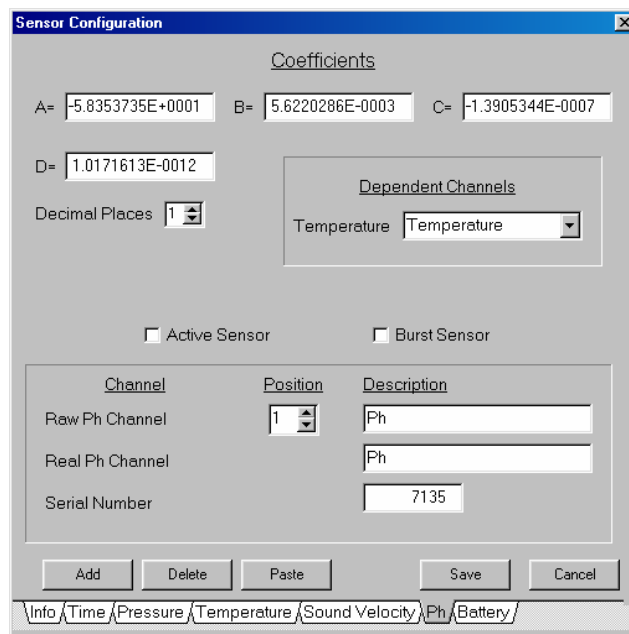 Sensor Configuration
Coefficients
A= -5.8353735E+0001 B= 5.6220286E-0003 C= -1.3905344E-0007
D= 1.0171613E-0012
Dependent Channels
Decimal Places 1
Temperature Temperature
Active Sensor Burst Sensor
Channel Position Description
Raw Ph Channel 1 Ph
Real Ph Channel Ph
Serial Number 7135
Add Delete Paste Save Cancel
Info Time Pressure Temperature Sound Velocity Ph Battery